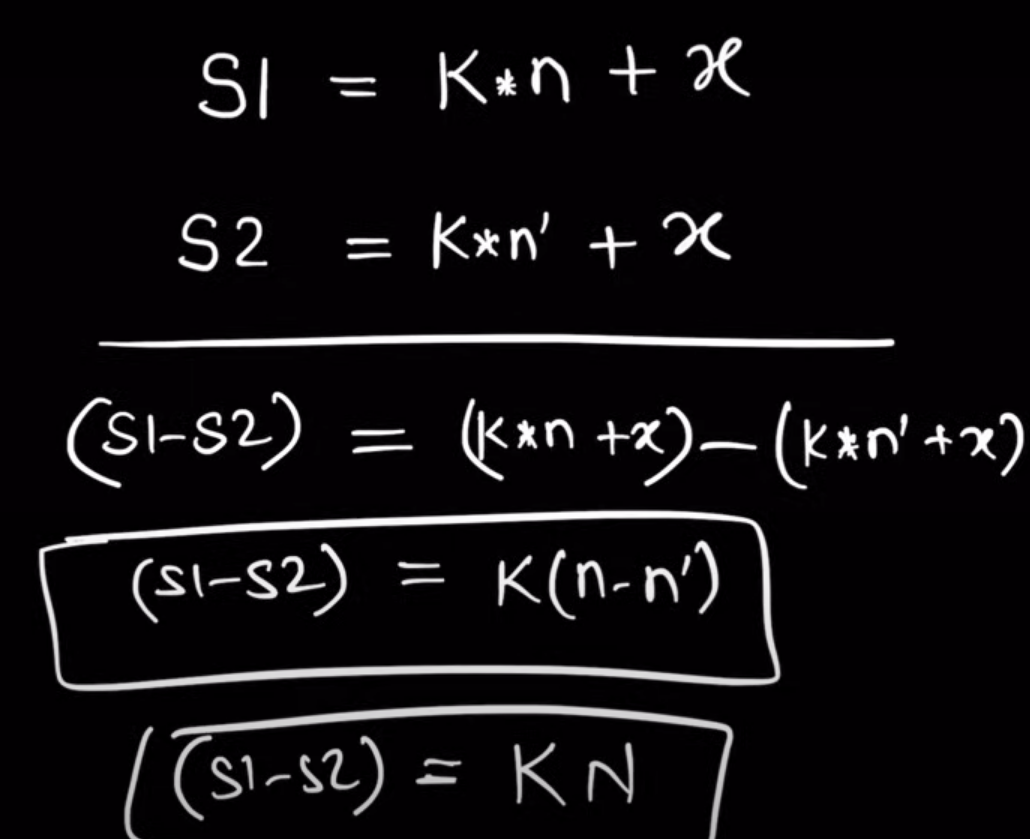 S1 = K*n + x
S2 = K*n' + x
(S1-S2) = (K*n +x)-(K*n' +x)
(S1-S2) = K(n-n')
(S1-S2) = KN